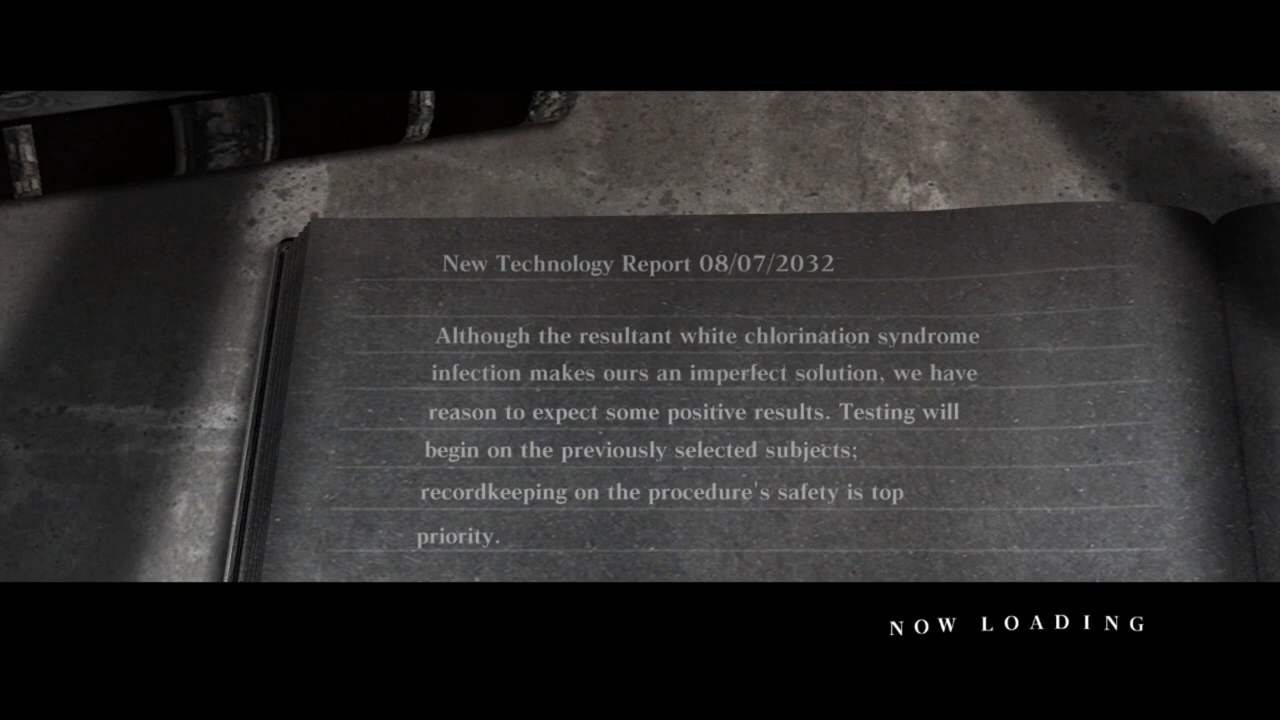 New Technology Report 08/07/2032
Although the resultant white chlorination syndrome
infection makes ours an imperfect solution, we have
reason to expect some positive results. Testing will
begin on the previously selected subjects;
recordkeeping on the procedure's safety is top
priority.
NOW LOADING